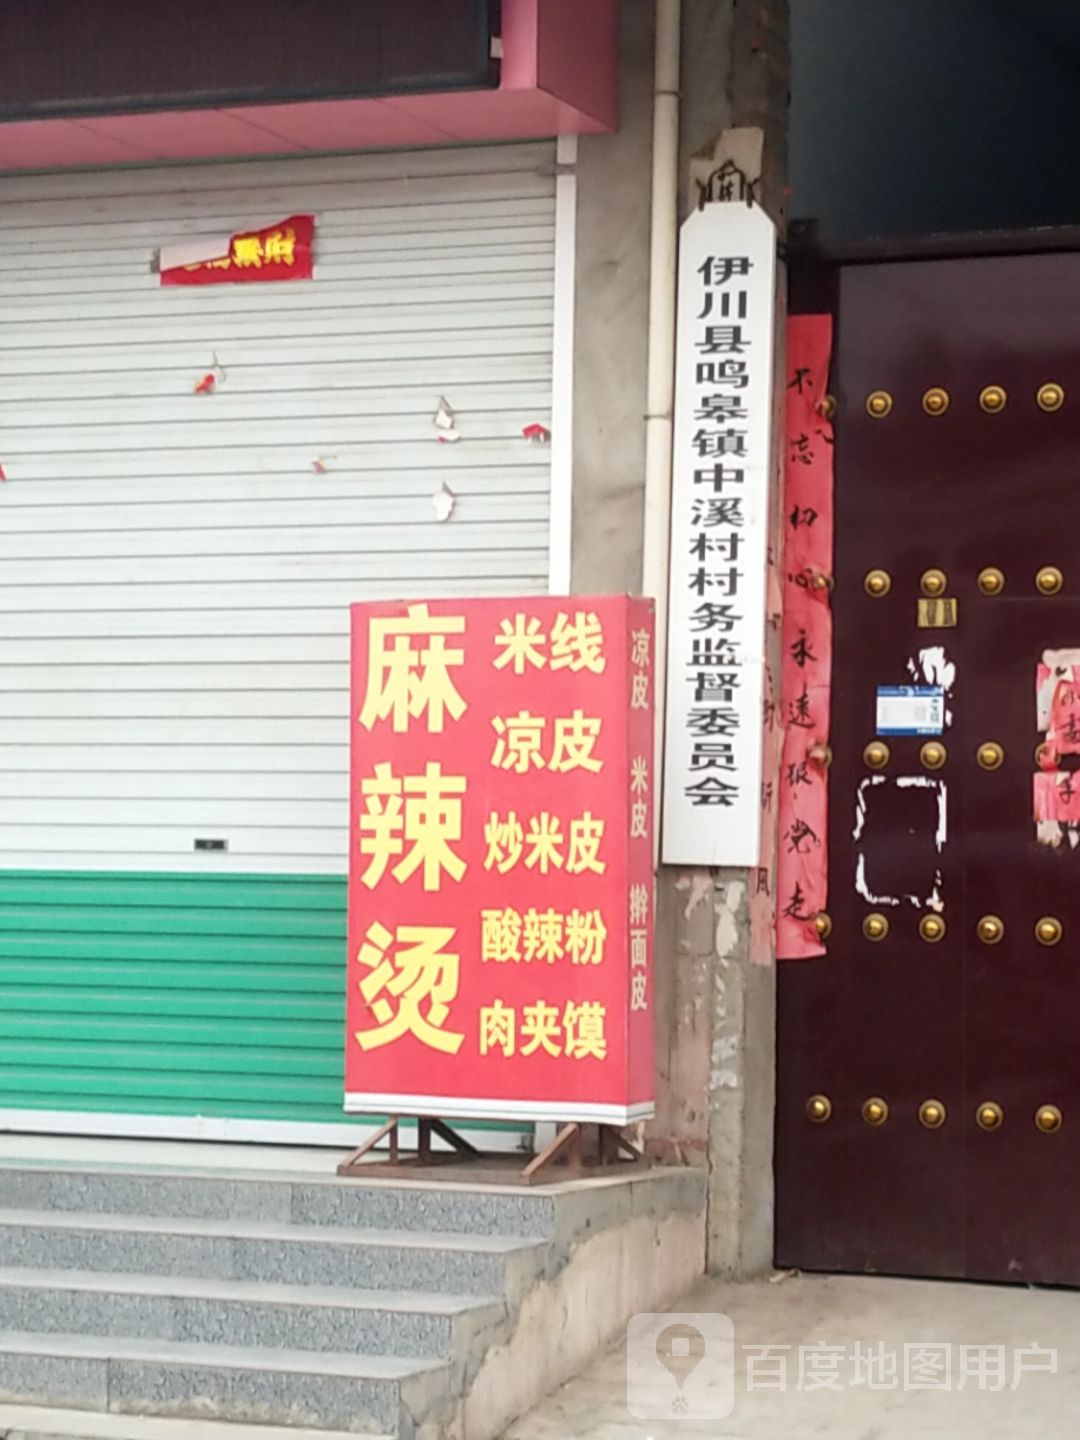 伊川县鸣皋镇中溪村村务监督委员会
麻辣烫
米线
凉皮
炒米皮
酸辣粉
肉夹馍
凉皮 米皮 擀面皮
不忘初心永速跟党走
百度地图用户